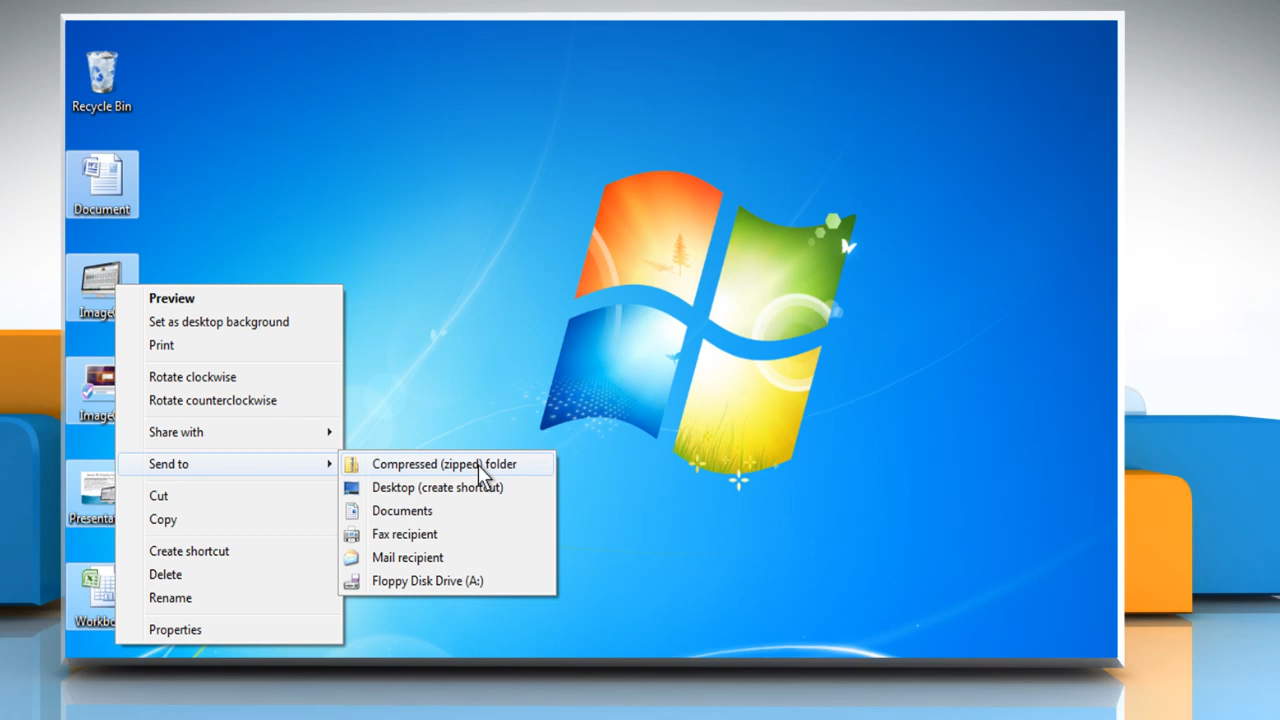 Recycle Bin
Document
Preview
Set as desktop background
Print
Rotate clockwise
Rotate counterclockwise
Share with
Send to
Cut
Copy
Create shortcut
Delete
Rename
Properties
Compressed (zipped) folder
Desktop (create shortcut)
Documents
Fax recipient
Mail recipient
Floppy Disk Drive (A:)